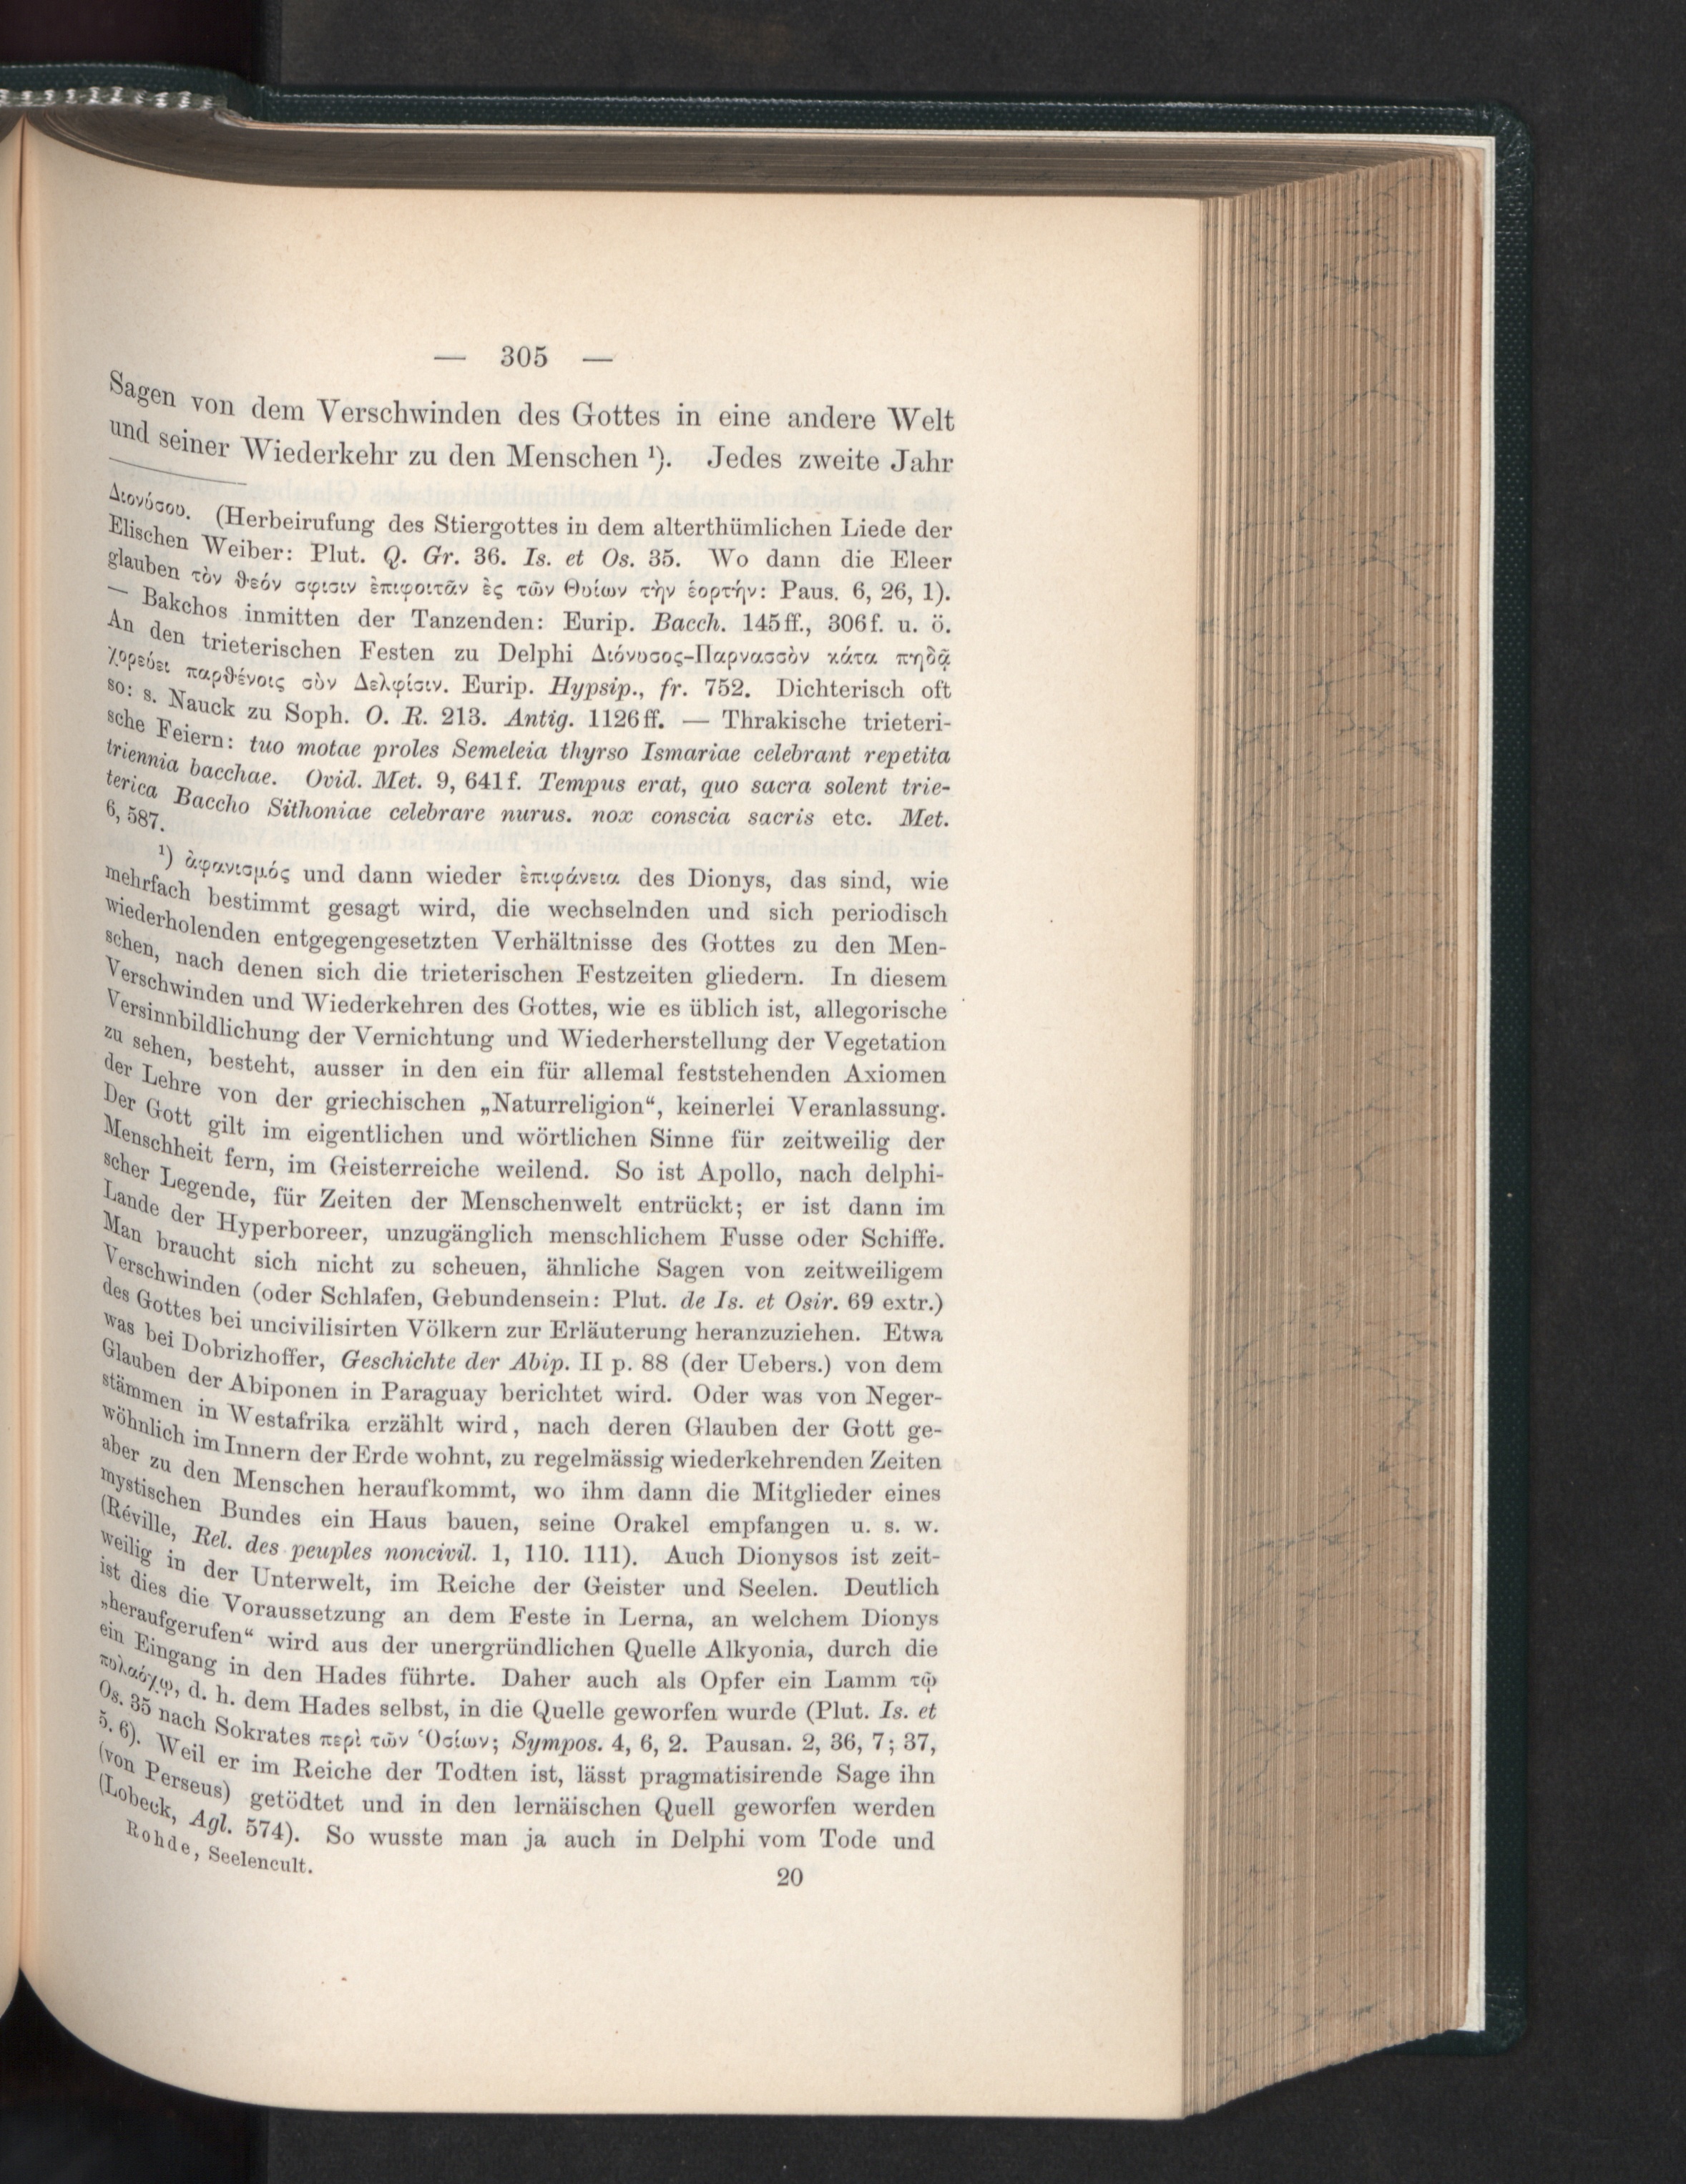 — 305 —
Sagen von dem Verschwinden des Gottes in eine andere Welt
und seiner Wiederkehr zu den Menschen ¹). Jedes zweite Jahr
Διονύσου. (Herbeirufung des Stiergottes in dem alterthümlichen Liede der
Elischen Weiber: Plut. Q. Gr. 36. Is. et Os. 35. Wo dann die Eleer
glauben τὸν θεόν σφισιν ἐπιφοιτᾶν ἐς τῶν Θυίων τὴν ἑορτήν: Paus. 6, 26, 1).
— Bakchos inmitten der Tanzenden: Eurip. Bacch. 145 ff., 306 f. u. ö.
An den trieterischen Festen zu Delphi Διόνυσος-Παρνασσὸν κάτα πηδᾷ
χορεύει παρθένοις σὺν Δελφίσιν. Eurip. Hypsip., fr. 752. Dichterisch oft
so: s. Nauck zu Soph. O. R. 213. Antig. 1126 ff. — Thrakische trieteri-
sche Feiern: tuo motae proles Semeleia thyrso Ismariae celebrant repetita
triennia bacchae. Ovid. Met. 9, 641 f. Tempus erat, quo sacra solent trie-
terica Baccho Sithoniae celebrare nurus. nox conscia sacris etc. Met.
6, 587.
¹) ἀφανισμός und dann wieder ἐπιφάνεια des Dionys, das sind, wie
mehrfach bestimmt gesagt wird, die wechselnden und sich periodisch
wiederholenden entgegengesetzten Verhältnisse des Gottes zu den Men-
schen, nach denen sich die trieterischen Festzeiten gliedern. In diesem
Verschwinden und Wiederkehren des Gottes, wie es üblich ist, allegorische
Versinnbildlichung der Vernichtung und Wiederherstellung der Vegetation
zu sehen, besteht, ausser in den ein für allemal feststehenden Axiomen
der Lehre von der griechischen „Naturreligion“, keinerlei Veranlassung.
Der Gott gilt im eigentlichen und wörtlichen Sinne für zeitweilig der
Menschheit fern, im Geisterreiche weilend. So ist Apollo, nach delphi-
scher Legende, für Zeiten der Menschenwelt entrückt; er ist dann im
Lande der Hyperboreer, unzugänglich menschlichem Fusse oder Schiffe.
Man braucht sich nicht zu scheuen, ähnliche Sagen von zeitweiligem
Verschwinden (oder Schlafen, Gebundensein: Plut. de Is. et Osir. 69 extr.)
des Gottes bei uncivilisirten Völkern zur Erläuterung heranzuziehen. Etwa
was bei Dobrizhoffer, Geschichte der Abip. II p. 88 (der Uebers.) von dem
Glauben der Abiponen in Paraguay berichtet wird. Oder was von Neger-
stämmen in Westafrika erzählt wird, nach deren Glauben der Gott ge-
wöhnlich im Innern der Erde wohnt, zu regelmässig wiederkehrenden Zeiten
aber zu den Menschen heraufkommt, wo ihm dann die Mitglieder eines
mystischen Bundes ein Haus bauen, seine Orakel empfangen u. s. w.
(Réville, Rel. des peuples noncivil. 1, 110. 111). Auch Dionysos ist zeit-
weilig in der Unterwelt, im Reiche der Geister und Seelen. Deutlich
ist dies die Voraussetzung an dem Feste in Lerna, an welchem Dionys
„heraufgerufen“ wird aus der unergründlichen Quelle Alkyonia, durch die
ein Eingang in den Hades führte. Daher auch als Opfer ein Lamm τῷ
πολαόχῳ, d. h. dem Hades selbst, in die Quelle geworfen wurde (Plut. Is. et
Os. 35 nach Sokrates περὶ τῶν Ὁσίων; Sympos. 4, 6, 2. Pausan. 2, 36, 7; 37,
5. 6). Weil er im Reiche der Todten ist, lässt pragmatisirende Sage ihn
(von Perseus) getödtet und in den lernäischen Quell geworfen werden
(Lobeck, Agl. 574). So wusste man ja auch in Delphi vom Tode und
Rohde, Seelencult.
20